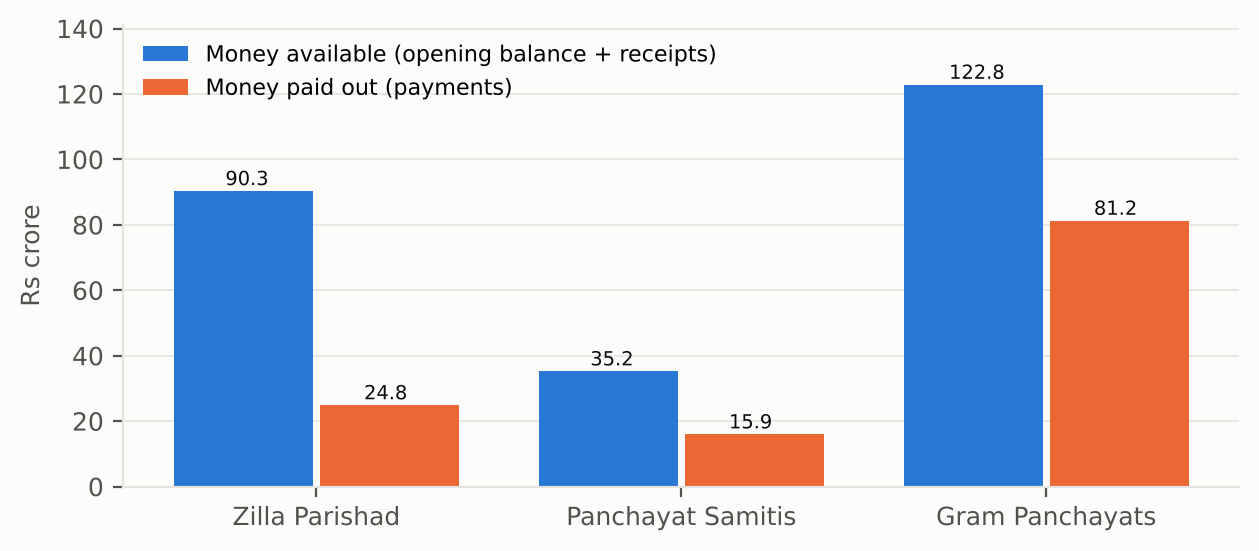 140
120
100
80
60
40
20
0
Rs crore
Money available (opening balance + receipts)
Money paid out (payments)
90.3
24.8
35.2
15.9
122.8
81.2
Zilla Parishad
Panchayat Samitis
Gram Panchayats